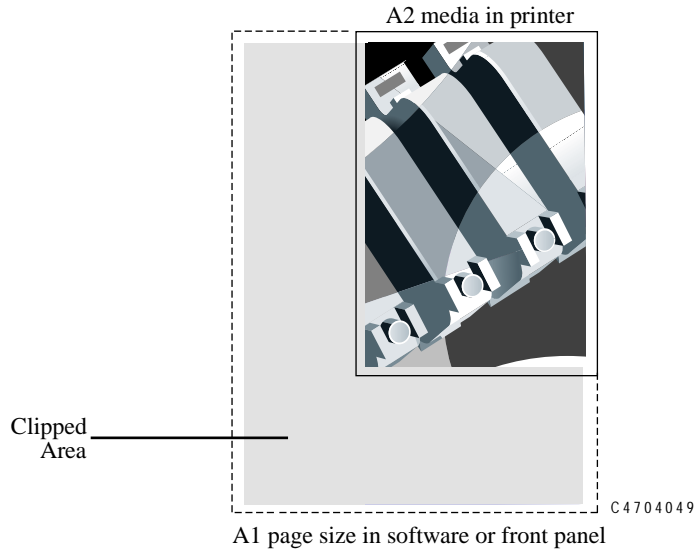 A2 media in printer
Clipped
Area
C4704049
A1 page size in software or front panel